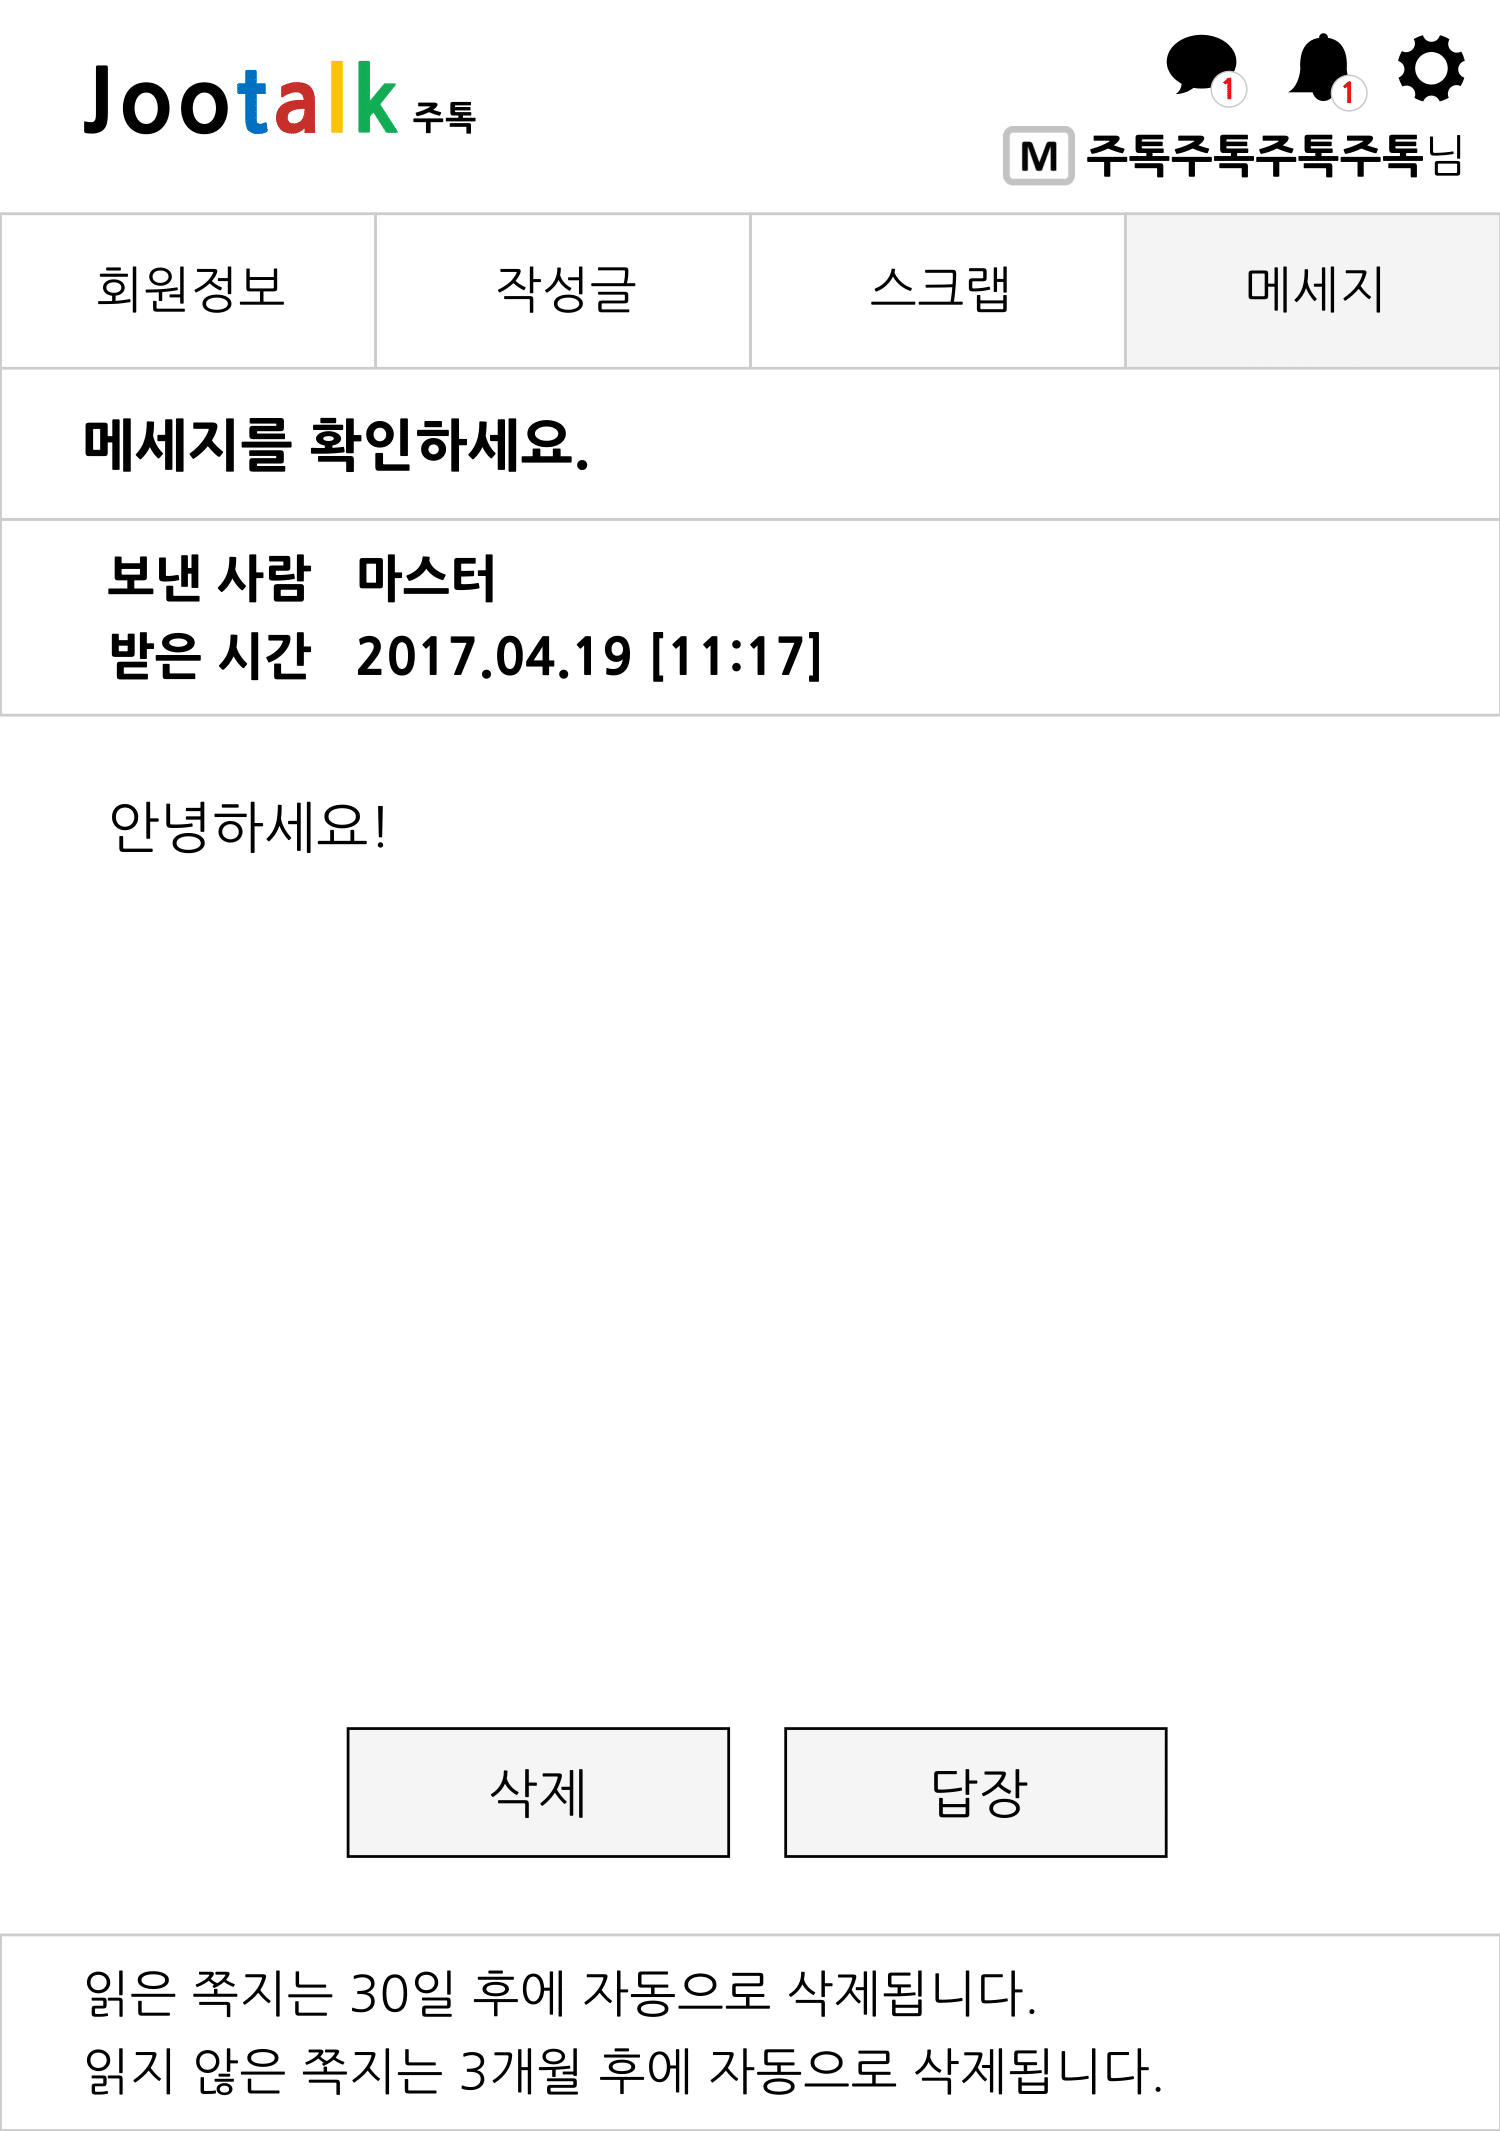 Jootalk 주톡
1 1
M 주톡주톡주톡주톡님
회원정보 작성글 스크랩 메세지
메세지를 확인하세요.
보낸 사람 마스터
받은 시간 2017.04.19 [11:17]
안녕하세요!
삭제 답장
읽은 쪽지는 30일 후에 자동으로 삭제됩니다.
읽지 않은 쪽지는 3개월 후에 자동으로 삭제됩니다.